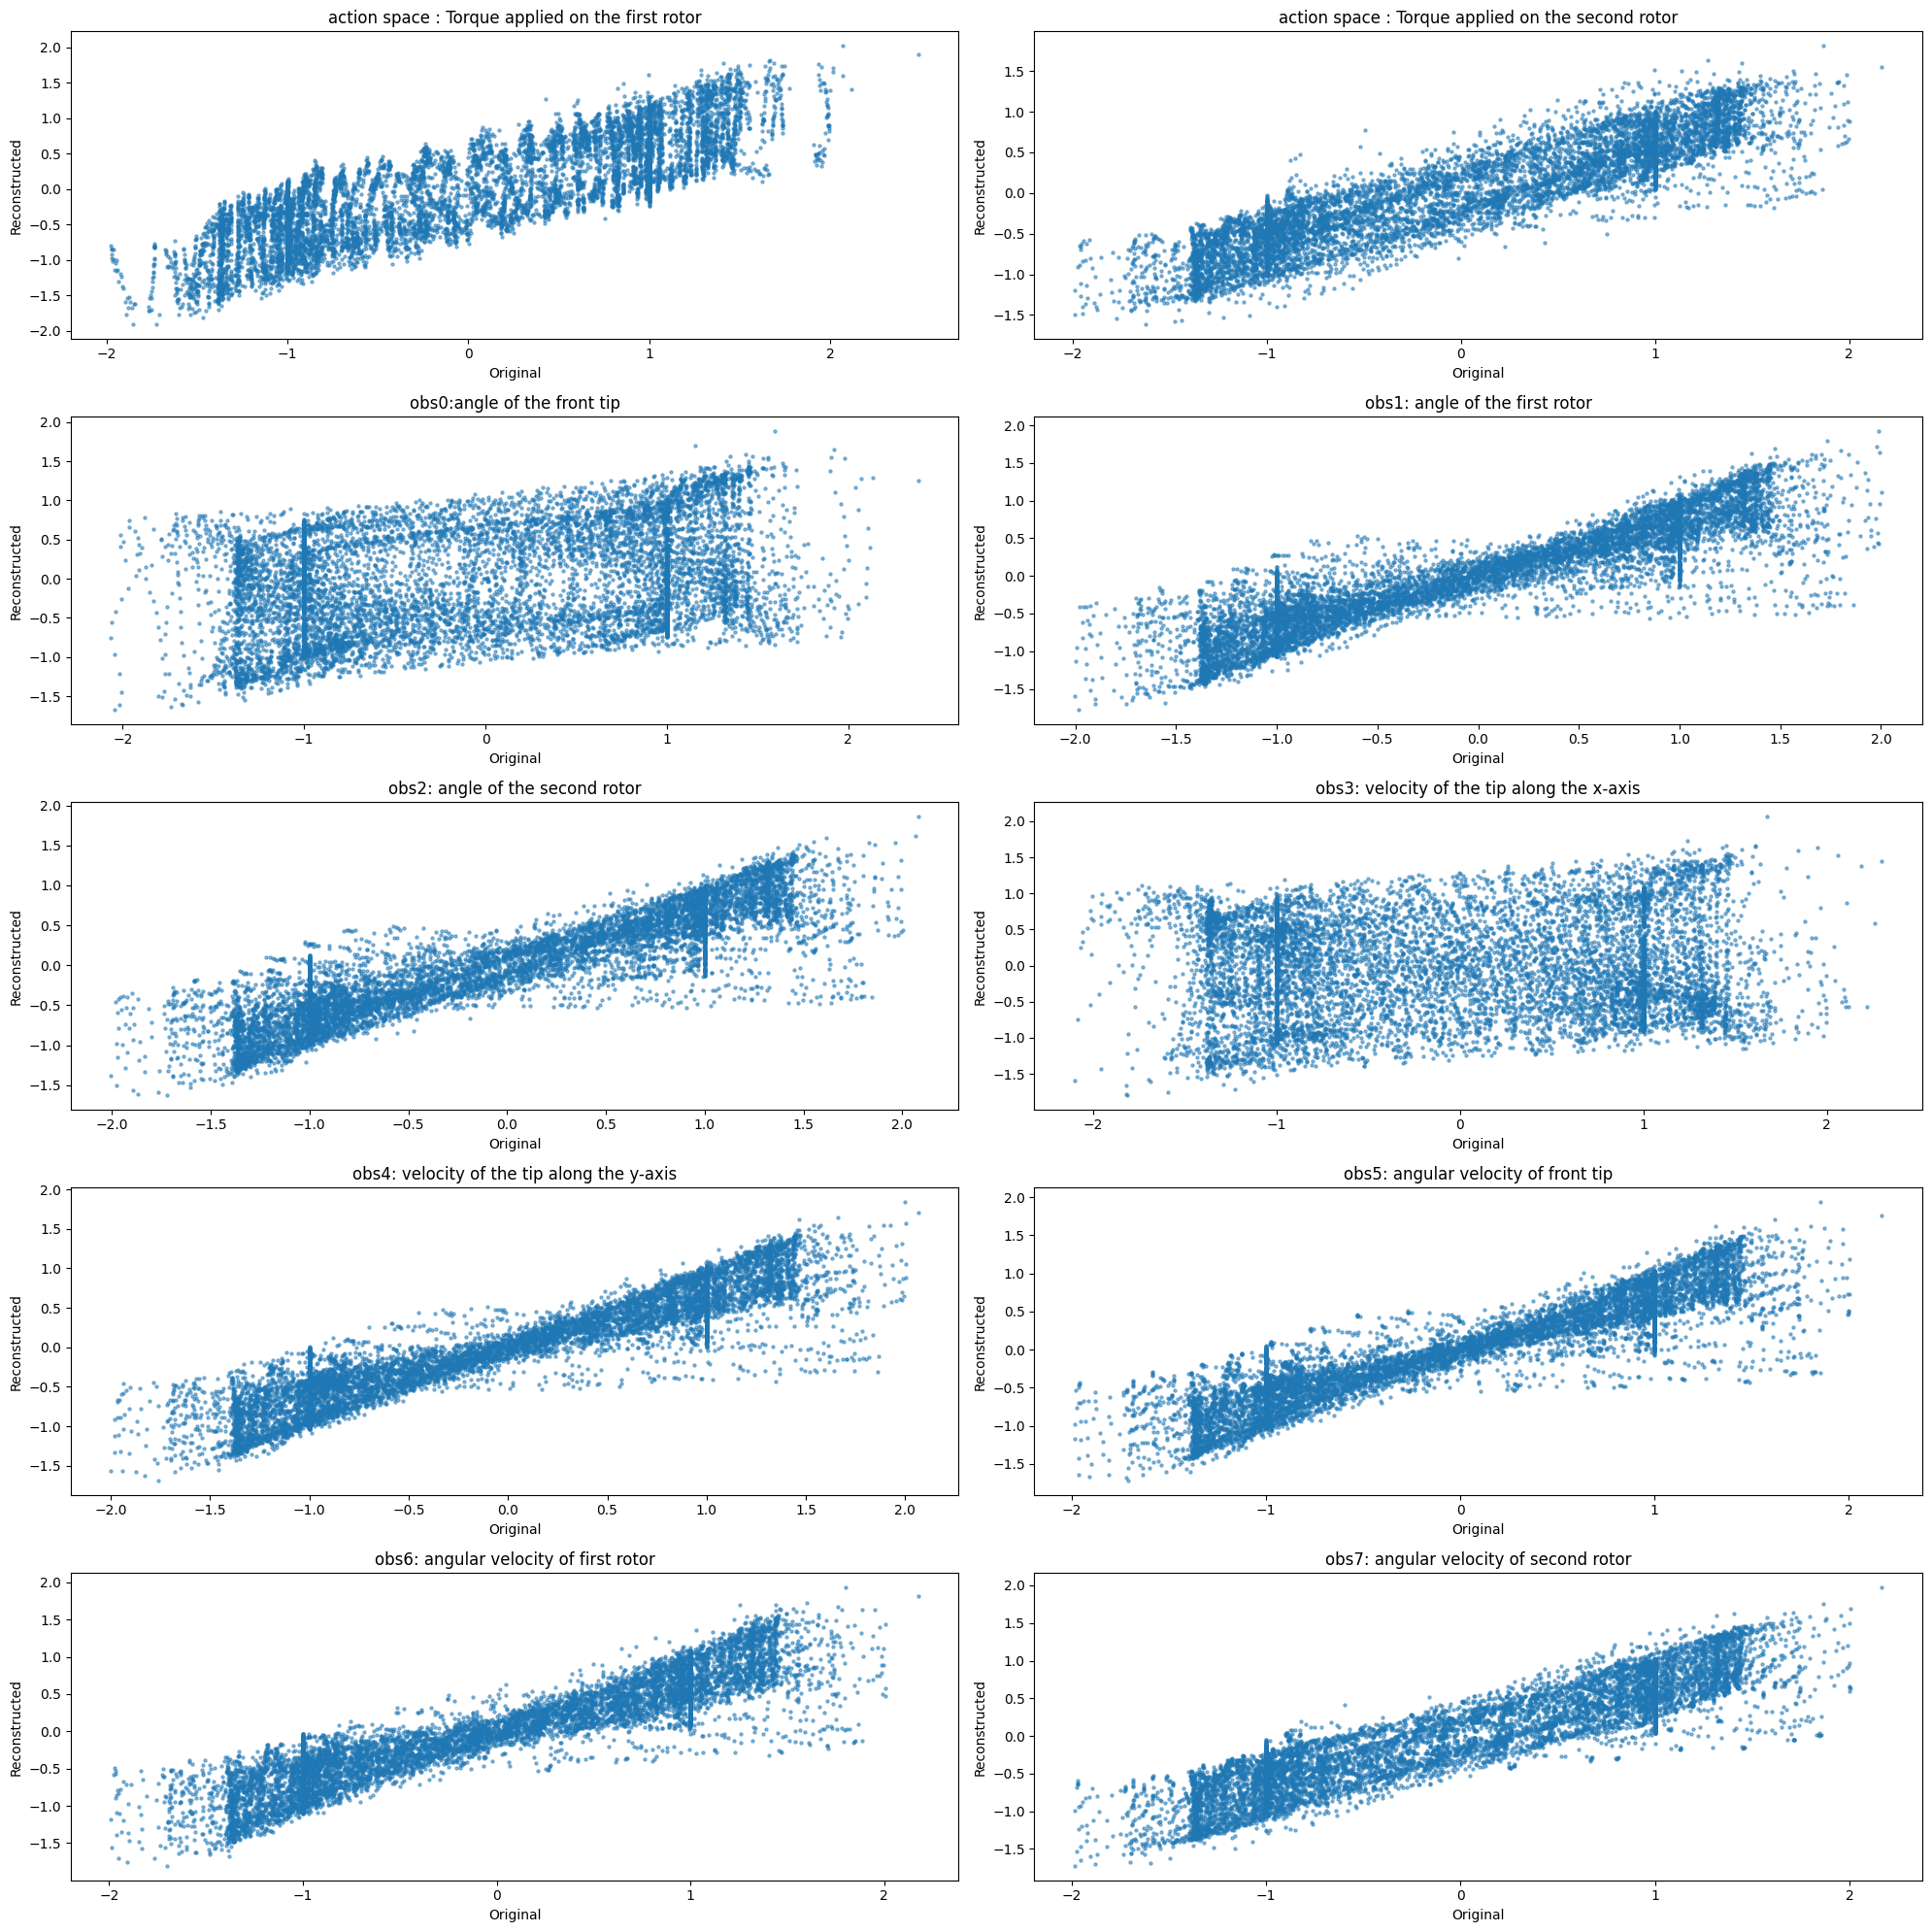 action space : Torque applied on the first rotor
2.0
1.5
1.0
0.5
0.0
−0.5
−1.0
−1.5
−2.0
Reconstructed
−2 −1 0 1 2
Original
action space : Torque applied on the second rotor
1.5
1.0
0.5
0.0
−0.5
−1.0
−1.5
Reconstructed
−2 −1 0 1 2
Original
obs0:angle of the front tip
2.0
1.5
1.0
0.5
0.0
−0.5
−1.0
−1.5
Reconstructed
−2 −1 0 1 2
Original
obs1: angle of the first rotor
2.0
1.5
1.0
0.5
0.0
−0.5
−1.0
−1.5
Reconstructed
−2.0 −1.5 −1.0 −0.5 0.0 0.5 1.0 1.5 2.0
Original
obs2: angle of the second rotor
2.0
1.5
1.0
0.5
0.0
−0.5
−1.0
−1.5
Reconstructed
−2.0 −1.5 −1.0 −0.5 0.0 0.5 1.0 1.5 2.0
Original
obs3: velocity of the tip along the x-axis
2.0
1.5
1.0
0.5
0.0
−0.5
−1.0
−1.5
Reconstructed
−2 −1 0 1 2
Original
obs4: velocity of the tip along the y-axis
2.0
1.5
1.0
0.5
0.0
−0.5
−1.0
−1.5
Reconstructed
−2.0 −1.5 −1.0 −0.5 0.0 0.5 1.0 1.5 2.0
Original
obs5: angular velocity of front tip
2.0
1.5
1.0
0.5
0.0
−0.5
−1.0
−1.5
Reconstructed
−2 −1 0 1 2
Original
obs6: angular velocity of first rotor
2.0
1.5
1.0
0.5
0.0
−0.5
−1.0
−1.5
Reconstructed
−2 −1 0 1 2
Original
obs7: angular velocity of second rotor
2.0
1.5
1.0
0.5
0.0
−0.5
−1.0
−1.5
Reconstructed
−2 −1 0 1 2
Original